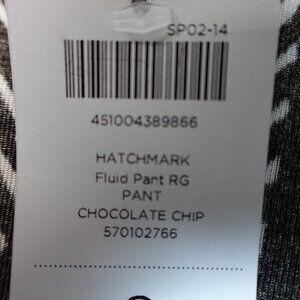 SP02-14
451004389866
HATCHMARK
Fluid Pant RG
PANT
CHOCOLATE CHIP
570102766